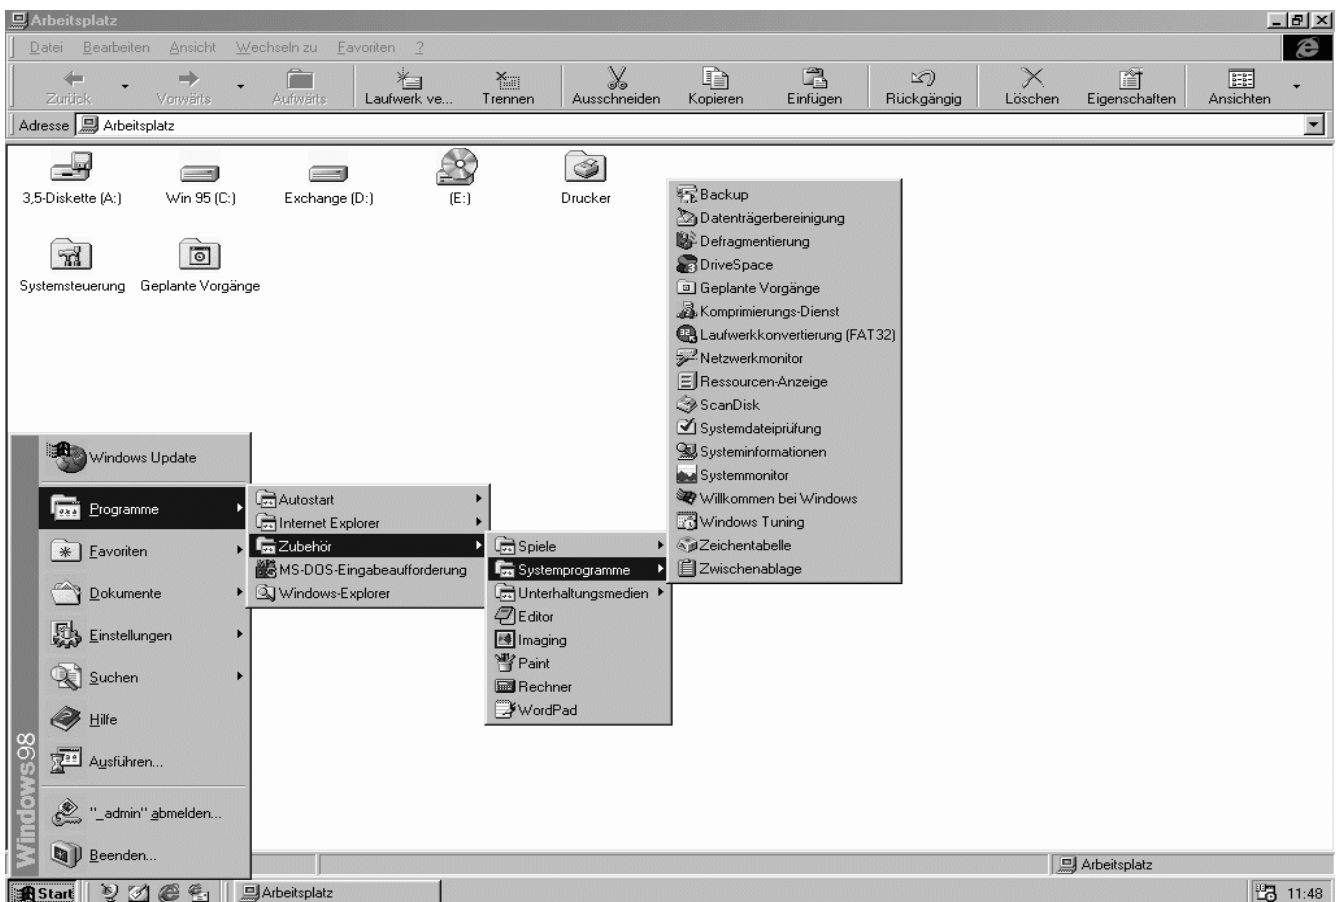 Arbeitsplatz
Datei Bearbeiten Ansicht Wechseln zu Favoriten ?
Zurück Vorwärts Aufwärts Laufwerk ve... Trennen Ausschneiden Kopieren Einfügen Rückgängig Löschen Eigenschaften Ansichten
Adresse Arbeitsplatz
3,5-Diskette (A:) Win 95 (C:) Exchange (D:) (E:) Drucker
Systemsteuerung Geplante Vorgänge
Backup
Datenträgerbereinigung
Defragmentierung
DriveSpace
Geplante Vorgänge
Komprimierungs-Dienst
Laufwerkkonvertierung (FAT32)
Netzwerkmonitor
Ressourcen-Anzeige
ScanDisk
Systemdateiprüfung
Systeminformationen
Systemmonitor
Willkommen bei Windows
Windows Tuning
Zeichentabelle
Zwischenablage
Windows Update
Programme
Favoriten
Dokumente
Einstellungen
Suchen
Hilfe
Ausführen...
"_admin" abmelden...
Beenden...
Windows98
Autostart
Internet Explorer
Zubehör
MS-DOS-Eingabeaufforderung
Windows-Explorer
Spiele
Systemprogramme
Unterhaltungsmedien
Editor
Imaging
Paint
Rechner
WordPad
Arbeitsplatz
Start Arbeitsplatz 11:48